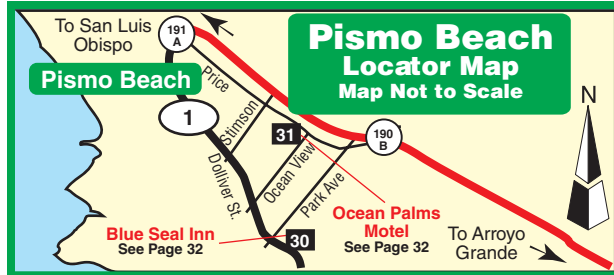 To San Luis
Obispo
191
A
Pismo Beach
Locator Map
Map Not to Scale
Pismo Beach
Price
1
Stimson
31
190
B
N
Dolliver St.
Ocean View
Park Ave
Blue Seal Inn
See Page 32
30
Ocean Palms
Motel
See Page 32
To Arroyo
Grande